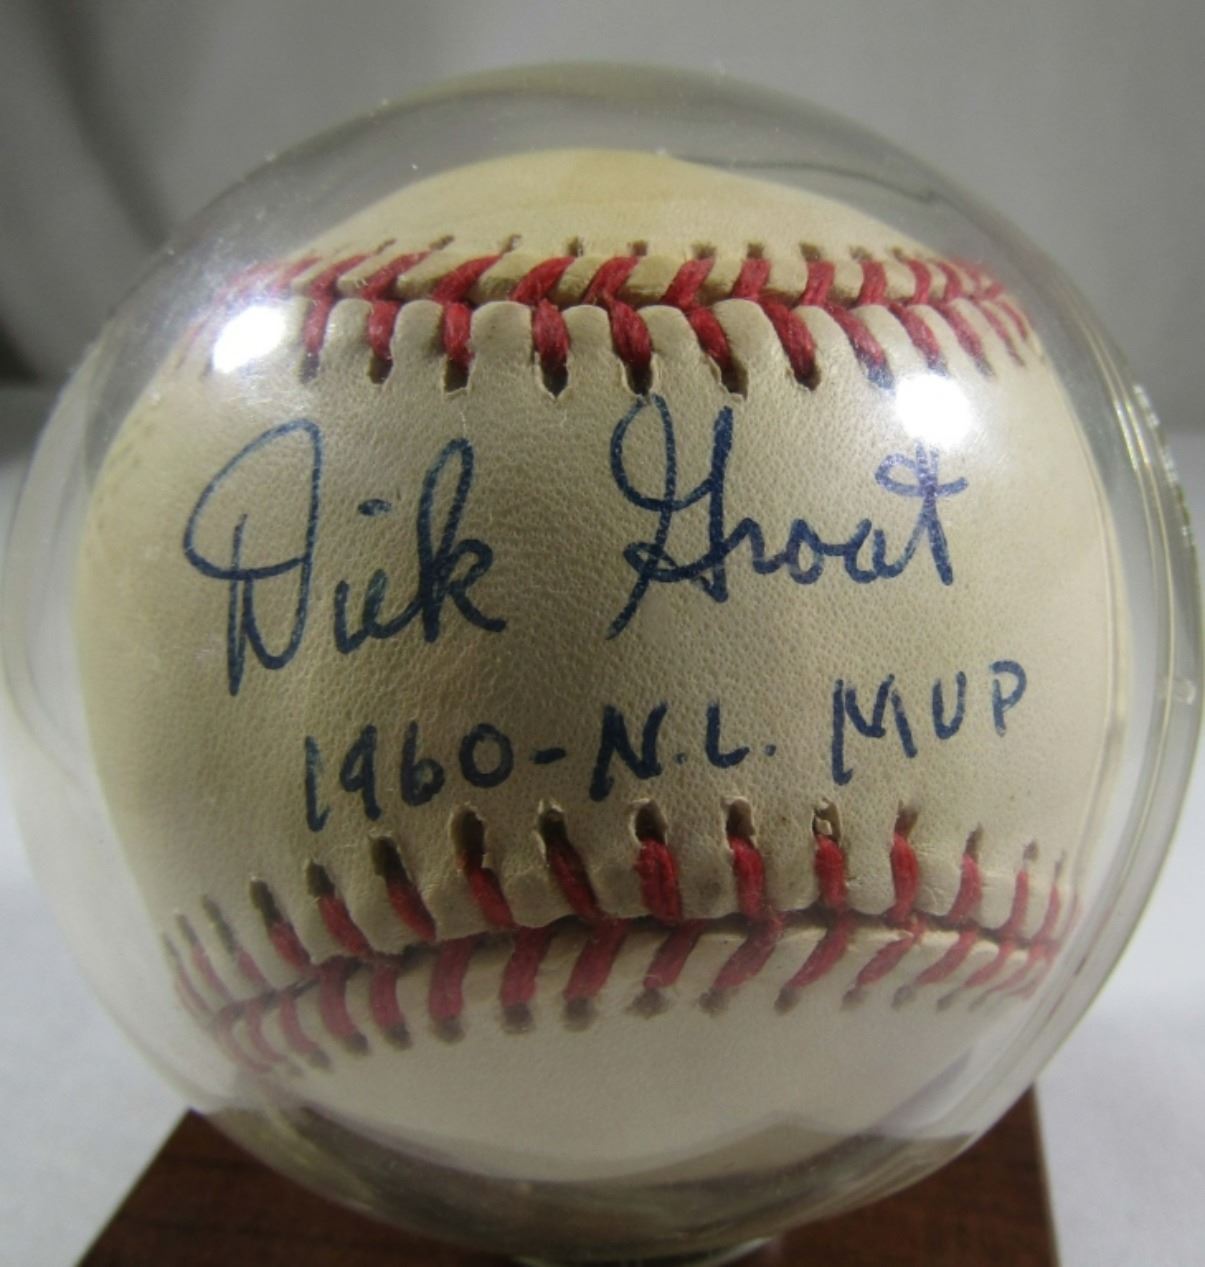 Dick Groat
1960-N.L. MVP